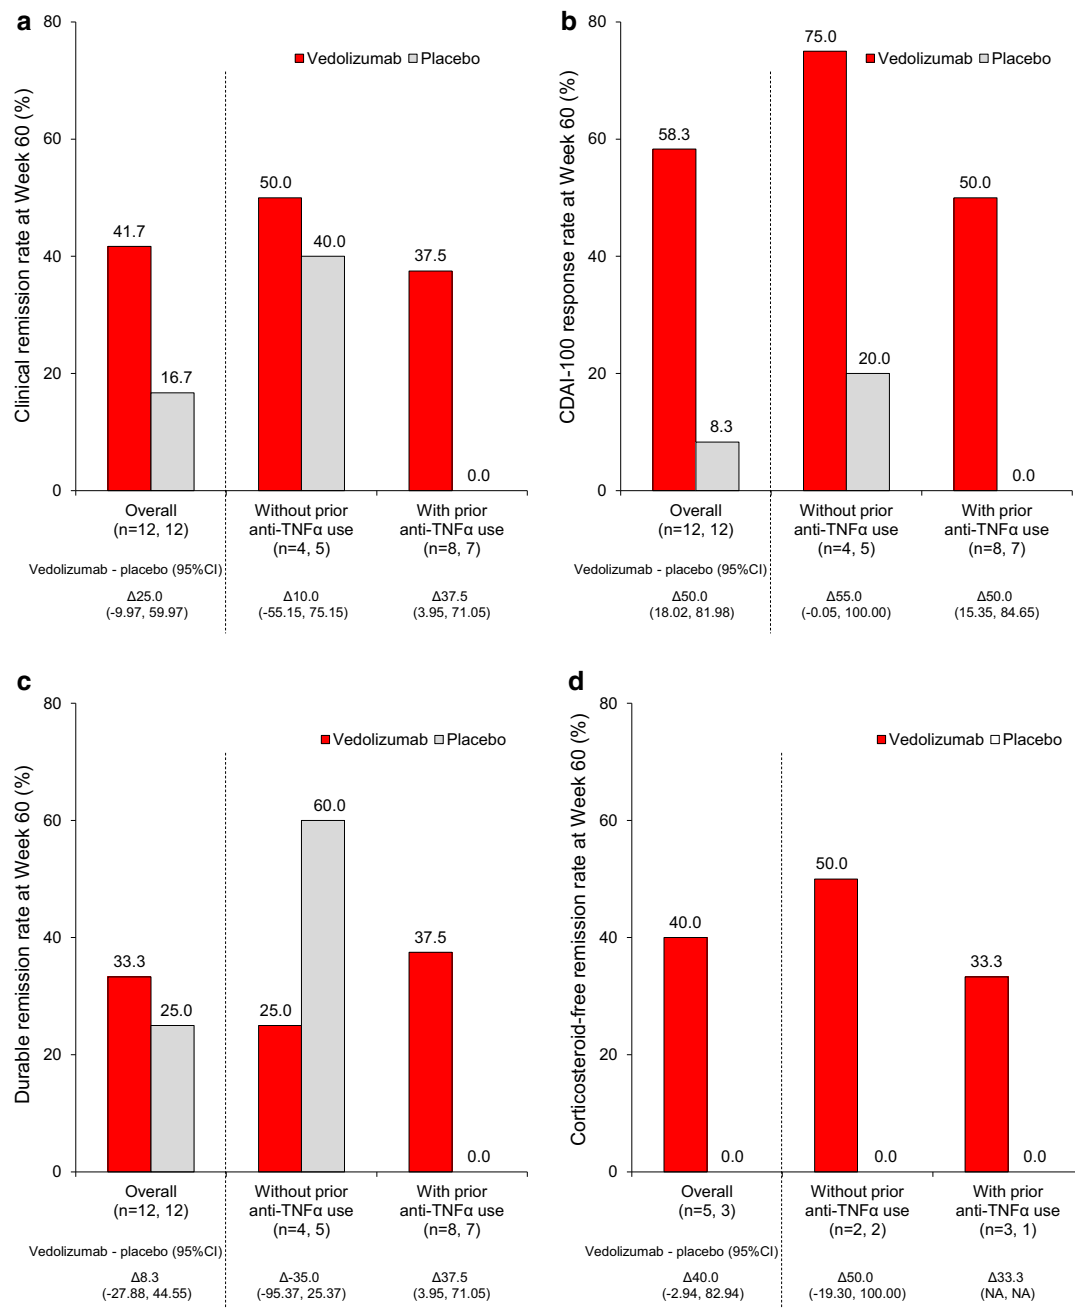 a
Clinical remission rate at Week 60 (%)
80
60
40
20
0
Vedolizumab Placebo
41.7
16.7
50.0
40.0
37.5
0.0
Overall
(n=12, 12)
Without prior
anti-TNFα use
(n=4, 5)
With prior
anti-TNFα use
(n=8, 7)
Vedolizumab - placebo (95%CI)
Δ25.0
(-9.97, 59.97)
Δ10.0
(-55.15, 75.15)
Δ37.5
(3.95, 71.05)
b
CDAI-100 response rate at Week 60 (%)
80
60
40
20
0
Vedolizumab Placebo
58.3
8.3
75.0
20.0
50.0
0.0
Overall
(n=12, 12)
Without prior
anti-TNFα use
(n=4, 5)
With prior
anti-TNFα use
(n=8, 7)
Vedolizumab - placebo (95%CI)
Δ50.0
(18.02, 81.98)
Δ55.0
(-0.05, 100.00)
Δ50.0
(15.35, 84.65)
c
Durable remission rate at Week 60 (%)
80
60
40
20
0
Vedolizumab Placebo
33.3
25.0
25.0
60.0
37.5
0.0
Overall
(n=12, 12)
Without prior
anti-TNFα use
(n=4, 5)
With prior
anti-TNFα use
(n=8, 7)
Vedolizumab - placebo (95%CI)
Δ8.3
(-27.88, 44.55)
Δ-35.0
(-95.37, 25.37)
Δ37.5
(3.95, 71.05)
d
Corticosteroid-free remission rate at Week 60 (%)
80
60
40
20
0
Vedolizumab Placebo
40.0
0.0
50.0
0.0
33.3
0.0
Overall
(n=5, 3)
Without prior
anti-TNFα use
(n=2, 2)
With prior
anti-TNFα use
(n=3, 1)
Vedolizumab - placebo (95%CI)
Δ40.0
(-2.94, 82.94)
Δ50.0
(-19.30, 100.00)
Δ33.3
(NA, NA)